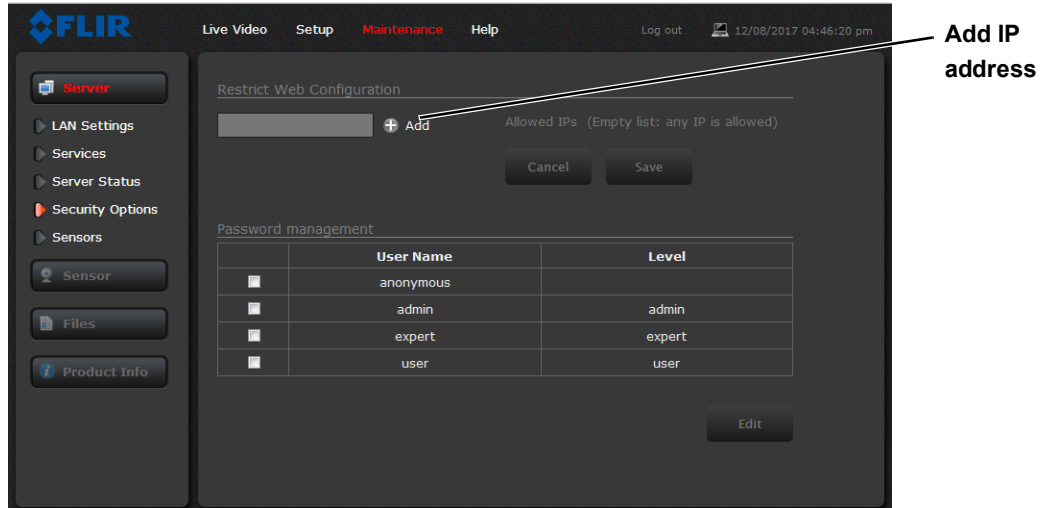 FLIR
Live Video Setup Maintenance Help Log out 12/08/2017 04:46:20 pm
Add IP
address
Server
LAN Settings
Services
Server Status
Security Options
Sensors
Sensor
Files
Product Info
Restrict Web Configuration
Add
Allowed IPs (Empty list: any IP is allowed)
Cancel Save
Password management
User Name Level
anonymous
admin admin
expert expert
user user
Edit